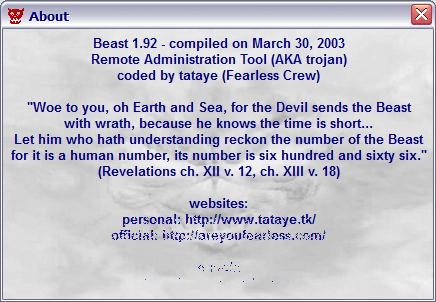 About
Beast 1.92 - compiled on March 30, 2003
Remote Administration Tool (AKA trojan)
coded by tataye (Fearless Crew)
"Woe to you, oh Earth and Sea, for the Devil sends the Beast
with wrath, because he knows the time is short...
Let him who hath understanding reckon the number of the Beast
for it is a human number, its number is six hundred and sixty six."
(Revelations ch. XII v. 12, ch. XIII v. 18)
websites:
personal: http://www.tataye.tk/
official: http://areyoufearless.com/